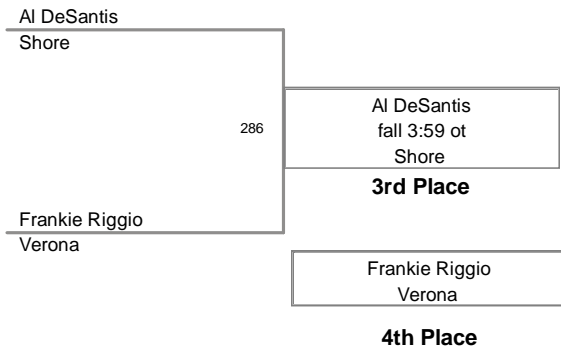 Al DeSantis
Shore
286
Al DeSantis
fall 3:59 ot
Shore
3rd Place
Frankie Riggio
Verona
Frankie Riggio
Verona
4th Place